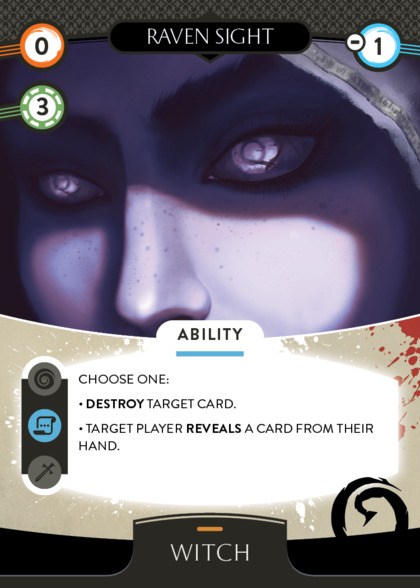 RAVEN SIGHT
0
-1
3
ABILITY
CHOOSE ONE:
• DESTROY TARGET CARD.
• TARGET PLAYER REVEALS A CARD FROM THEIR
HAND.
WITCH